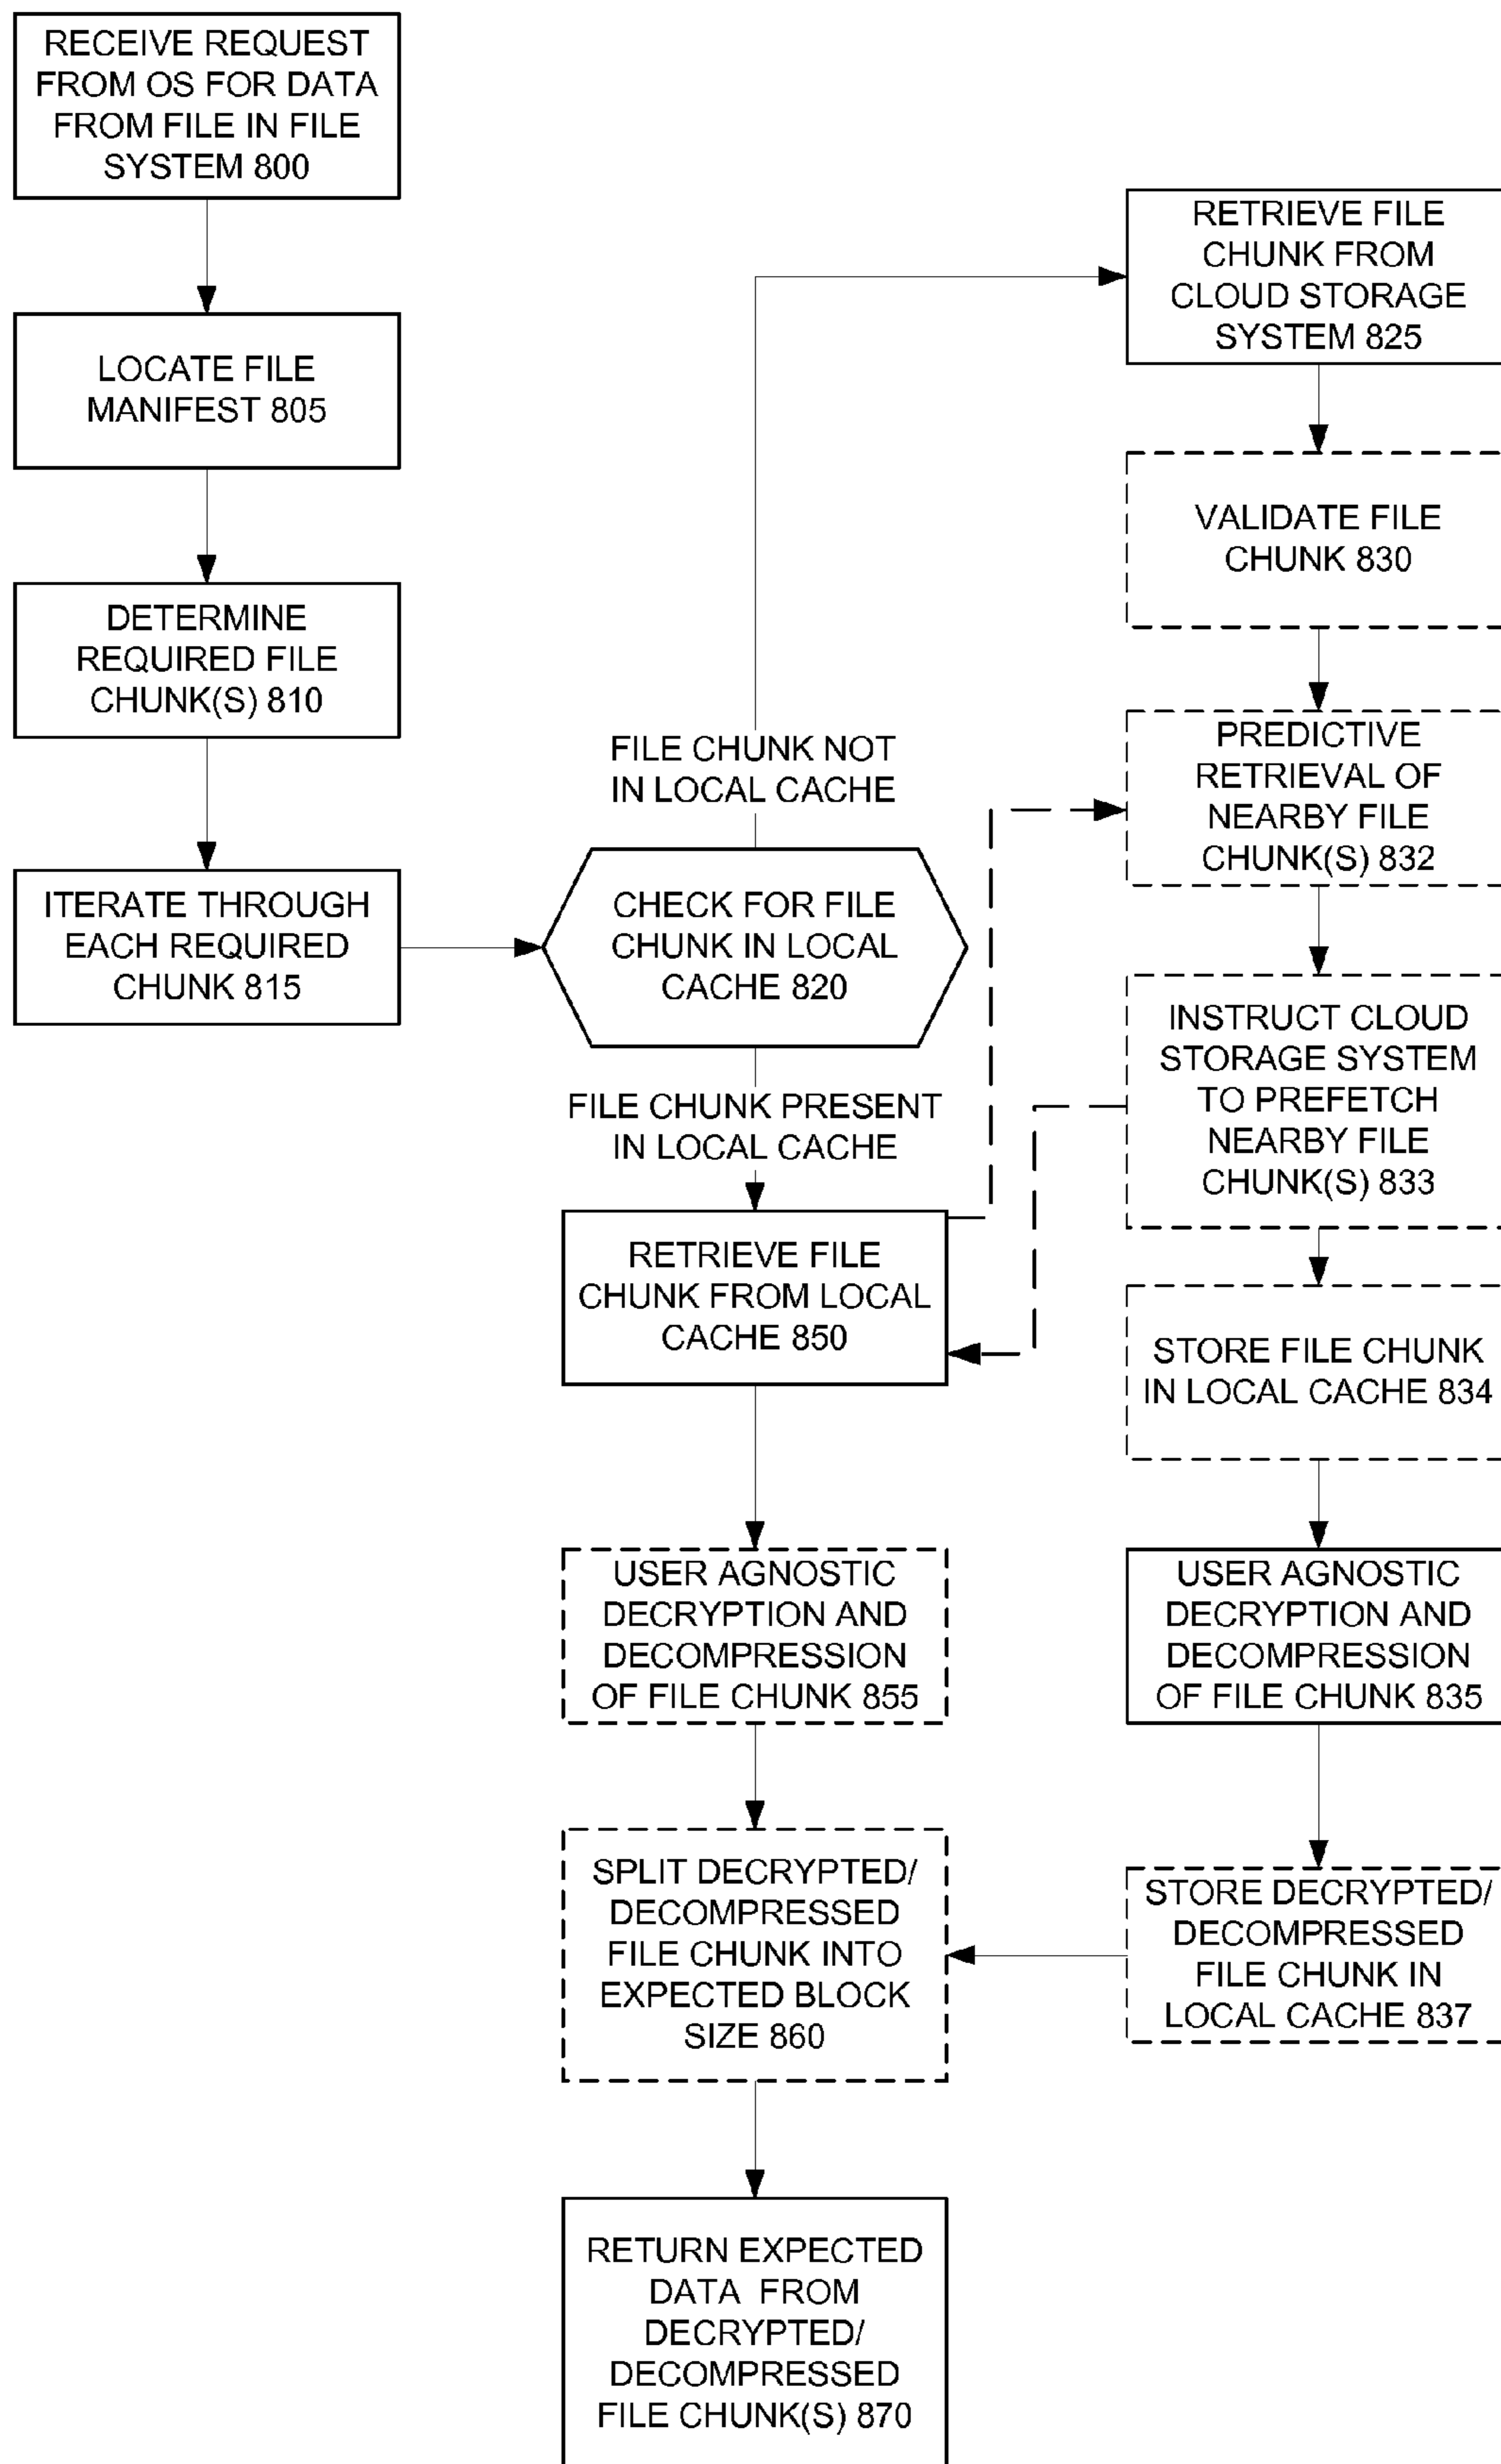 RECEIVE REQUEST
FROM OS FOR DATA
FROM FILE IN FILE
SYSTEM 800
LOCATE FILE
MANIFEST 805
DETERMINE
REQUIRED FILE
CHUNK(S) 810
ITERATE THROUGH
EACH REQUIRED
CHUNK 815
FILE CHUNK NOT
IN LOCAL CACHE
CHECK FOR FILE
CHUNK IN LOCAL
CACHE 820
FILE CHUNK PRESENT
IN LOCAL CACHE
RETRIEVE FILE
CHUNK FROM LOCAL
CACHE 850
USER AGNOSTIC
DECRYPTION AND
DECOMPRESSION
OF FILE CHUNK 855
SPLIT DECRYPTED/
DECOMPRESSED
FILE CHUNK INTO
EXPECTED BLOCK
SIZE 860
RETURN EXPECTED
DATA FROM
DECRYPTED/
DECOMPRESSED
FILE CHUNK(S) 870
RETRIEVE FILE
CHUNK FROM
CLOUD STORAGE
SYSTEM 825
VALIDATE FILE
CHUNK 830
PREDICTIVE
RETRIEVAL OF
NEARBY FILE
CHUNK(S) 832
INSTRUCT CLOUD
STORAGE SYSTEM
TO PREFETCH
NEARBY FILE
CHUNK(S) 833
STORE FILE CHUNK
IN LOCAL CACHE 834
USER AGNOSTIC
DECRYPTION AND
DECOMPRESSION
OF FILE CHUNK 835
STORE DECRYPTED/
DECOMPRESSED
FILE CHUNK IN
LOCAL CACHE 837